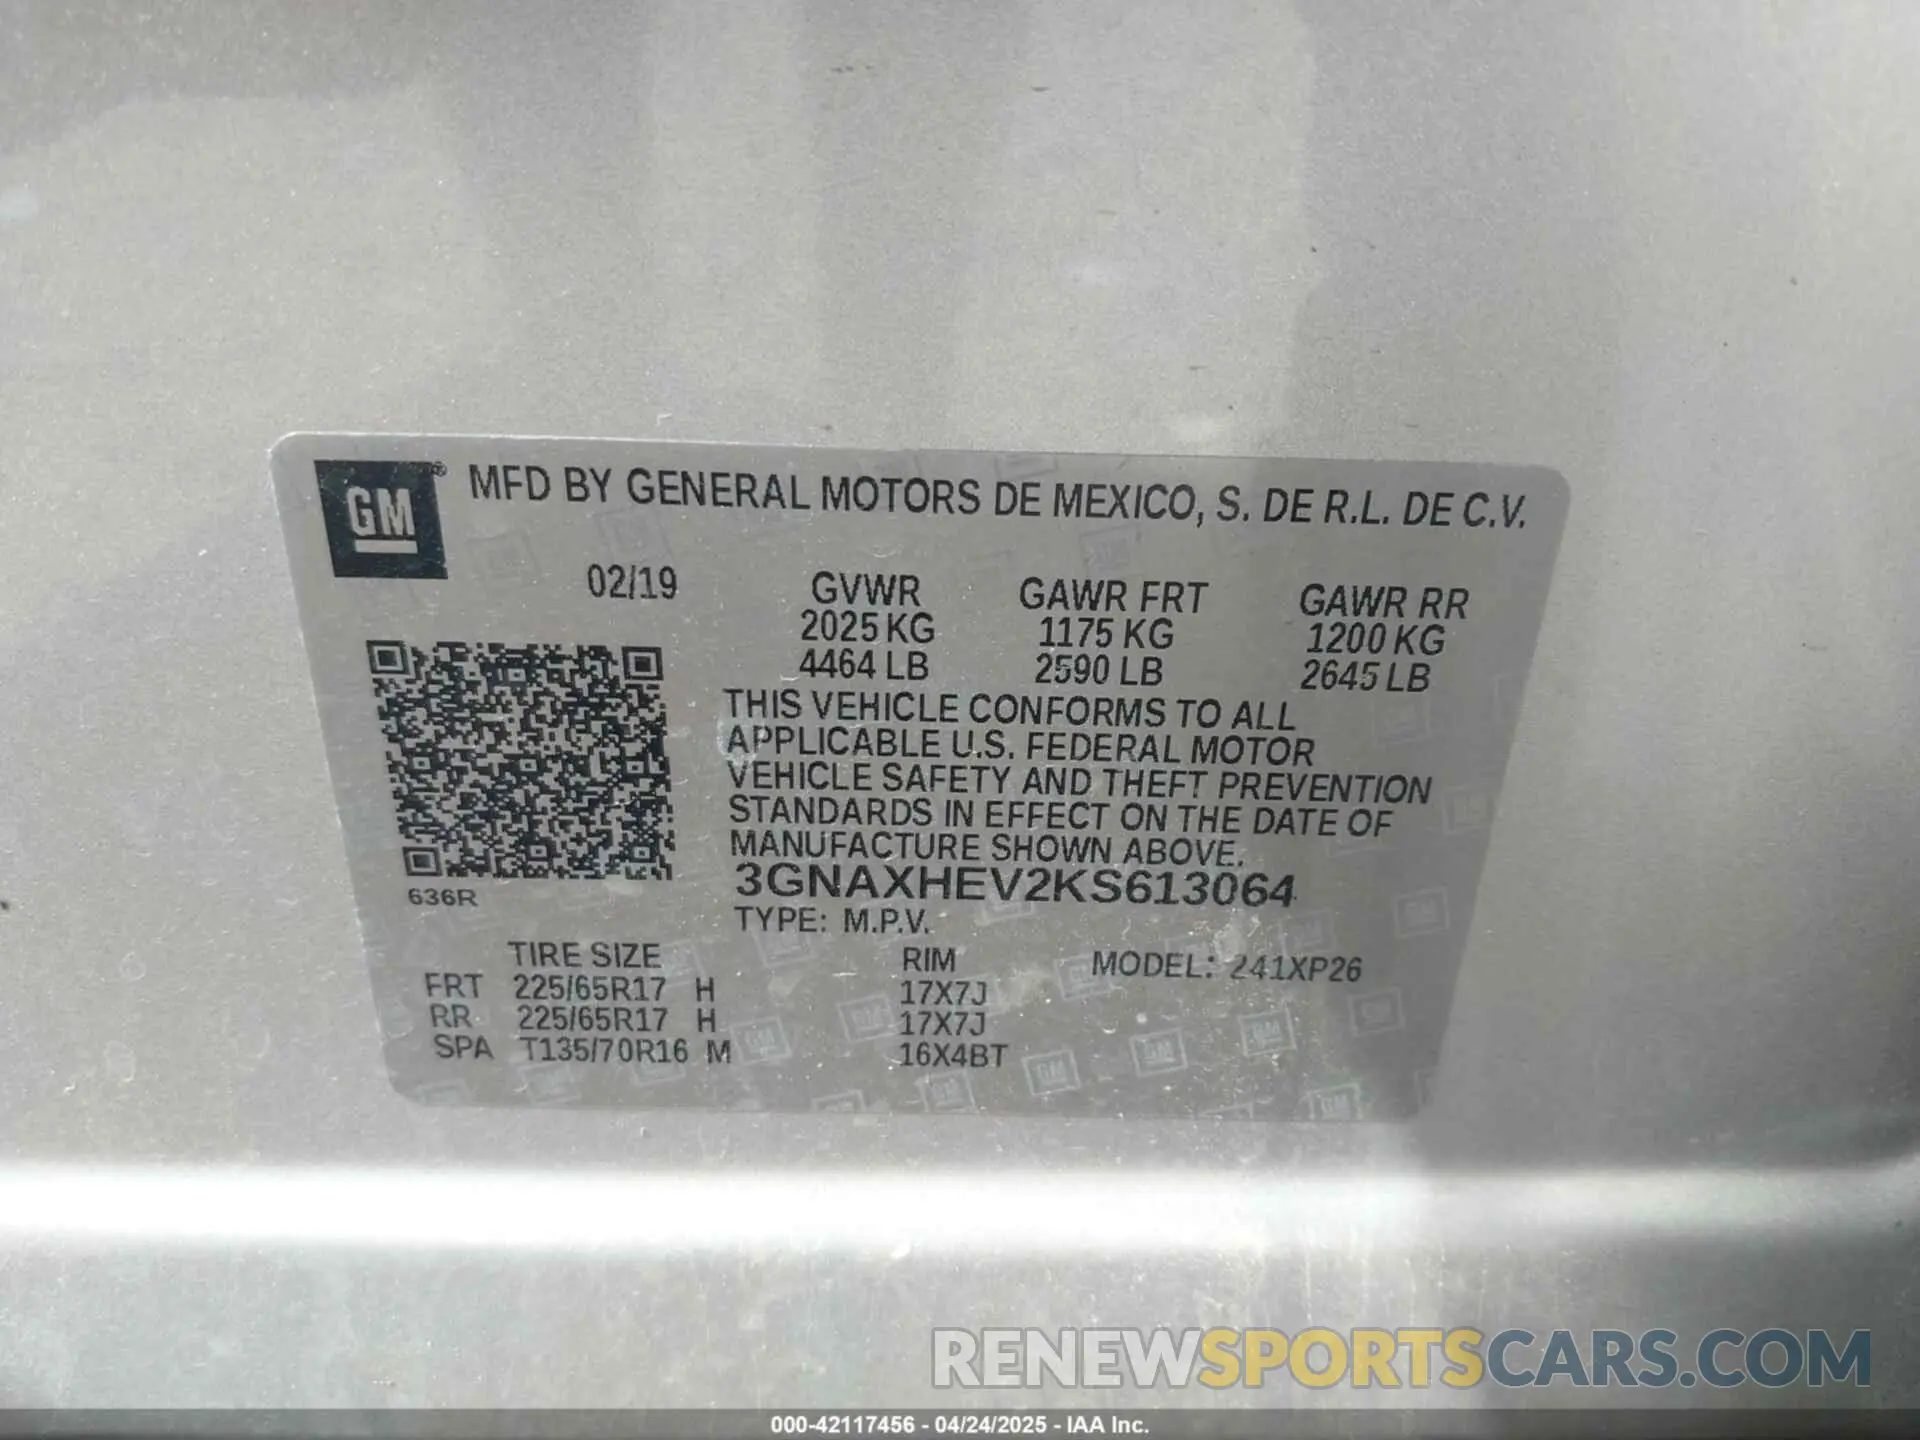 GM® MFD BY GENERAL MOTORS DE MEXICO, S. DE R.L. DE C.V.
02/19 GVWR GAWR FRT GAWR RR
2025 KG 1175 KG 1200 KG
4464 LB 2590 LB 2645 LB
THIS VEHICLE CONFORMS TO ALL
APPLICABLE U.S. FEDERAL MOTOR
VEHICLE SAFETY AND THEFT PREVENTION
STANDARDS IN EFFECT ON THE DATE OF
MANUFACTURE SHOWN ABOVE.
3GNAXHEV2KS613064
636R
TYPE: M.P.V.
TIRE SIZE RIM MODEL: 241XP26
FRT 225/65R17 H 17X7J
RR 225/65R17 H 17X7J
SPA T135/70R16 M 16X4BT
RENEWSPORTSCARS.COM
000-42117456 - 04/24/2025 - IAA Inc.